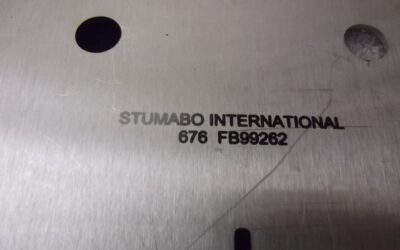 STUMABO INTERNATIONAL
676 FB99262